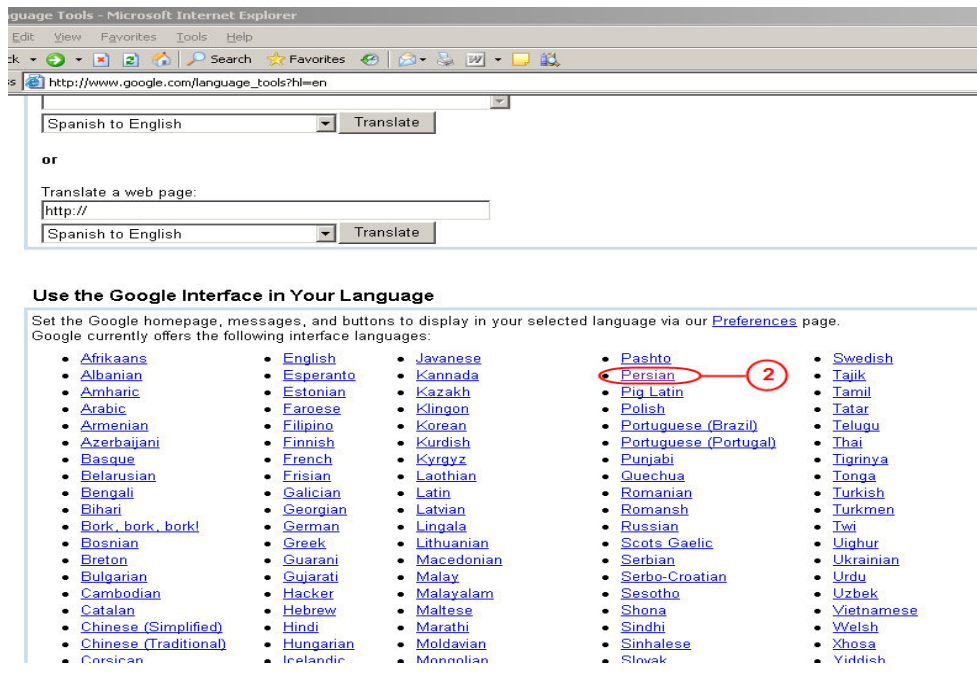 guage Tools - Microsoft Internet Explorer
Edit View Favorites Tools Help
ck Search Favorites
ss http://www.google.com/language_tools?hl=en
Spanish to English Translate
or
Translate a web page:
http://
Spanish to English Translate
Use the Google Interface in Your Language
Set the Google homepage, messages, and buttons to display in your selected language via our Preferences page.
Google currently offers the following interface languages:
Afrikaans English Javanese Pashto Swedish
Albanian Esperanto Kannada Persian 2 Tajik
Amharic Estonian Kazakh Pig Latin Tamil
Arabic Faroese Klingon Polish Tatar
Armenian Filipino Korean Portuguese (Brazil) Telugu
Azerbaijani Finnish Kurdish Portuguese (Portugal) Thai
Basque French Kyrgyz Punjabi Tigrinya
Belarusian Frisian Laothian Quechua Tonga
Bengali Galician Latin Romanian Turkish
Bihari Georgian Latvian Romansh Turkmen
Bork, bork, bork! German Lingala Russian Twi
Bosnian Greek Lithuanian Scots Gaelic Uighur
Breton Guarani Macedonian Serbian Ukrainian
Bulgarian Gujarati Malay Serbo-Croatian Urdu
Cambodian Hacker Malayalam Sesotho Uzbek
Catalan Hebrew Maltese Shona Vietnamese
Chinese (Simplified) Hindi Marathi Sindhi Welsh
Chinese (Traditional) Hungarian Moldavian Sinhalese Xhosa
Corsican Icelandic Mongolian Slovak Yiddish